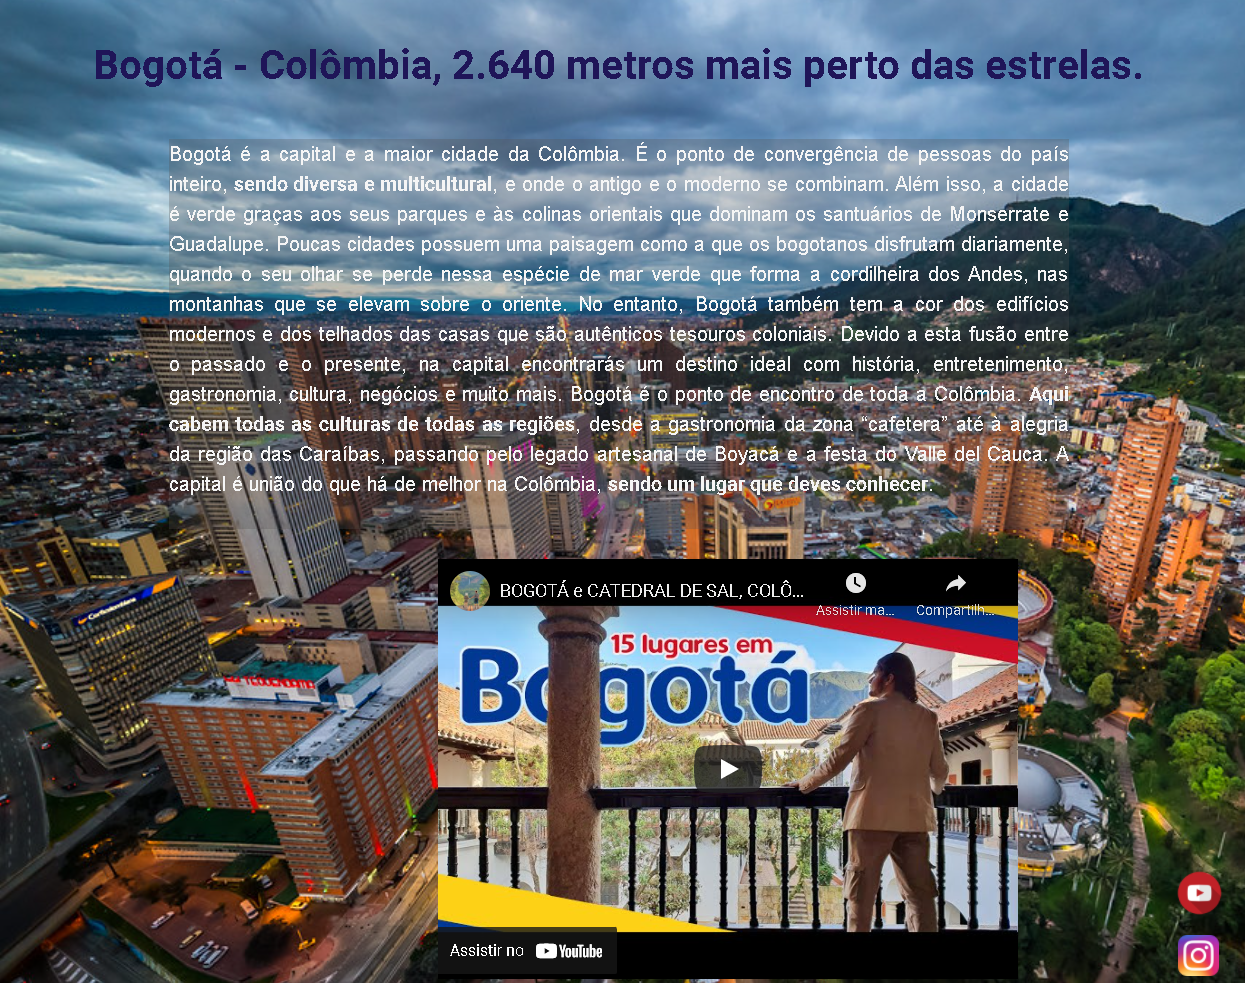 Bogotá - Colômbia, 2.640 metros mais perto das estrelas.
Bogotá é a capital e a maior cidade da Colômbia. É o ponto de convergência de pessoas do país
inteiro, sendo diversa e multicultural, e onde o antigo e o moderno se combinam. Além isso, a cidade
é verde graças aos seus parques e às colinas orientais que dominam os santuários de Monserrate e
Guadalupe. Poucas cidades possuem uma paisagem como a que os bogotanos disfrutam diariamente,
quando o seu olhar se perde nessa espécie de mar verde que forma a cordilheira dos Andes, nas
montanhas que se elevam sobre o oriente. No entanto, Bogotá também tem a cor dos edifícios
modernos e dos telhados das casas que são autênticos tesouros coloniais. Devido a esta fusão entre
o passado e o presente, na capital encontrarás um destino ideal com história, entretenimento,
gastronomia, cultura, negócios e muito mais. Bogotá é o ponto de encontro de toda a Colômbia. Aqui
cabem todas as culturas de todas as regiões, desde a gastronomia da zona “cafetera” até à alegria
da região das Caraíbas, passando pelo legado artesanal de Boyacá e a festa do Valle del Cauca. A
capital é união do que há de melhor na Colômbia, sendo um lugar que deves conhecer.
BOGOTÁ e CATEDRAL DE SAL, COLÔ...
Assistir ma...
Compartilh...
15 lugares em
Bogotá
Assistir no YouTube